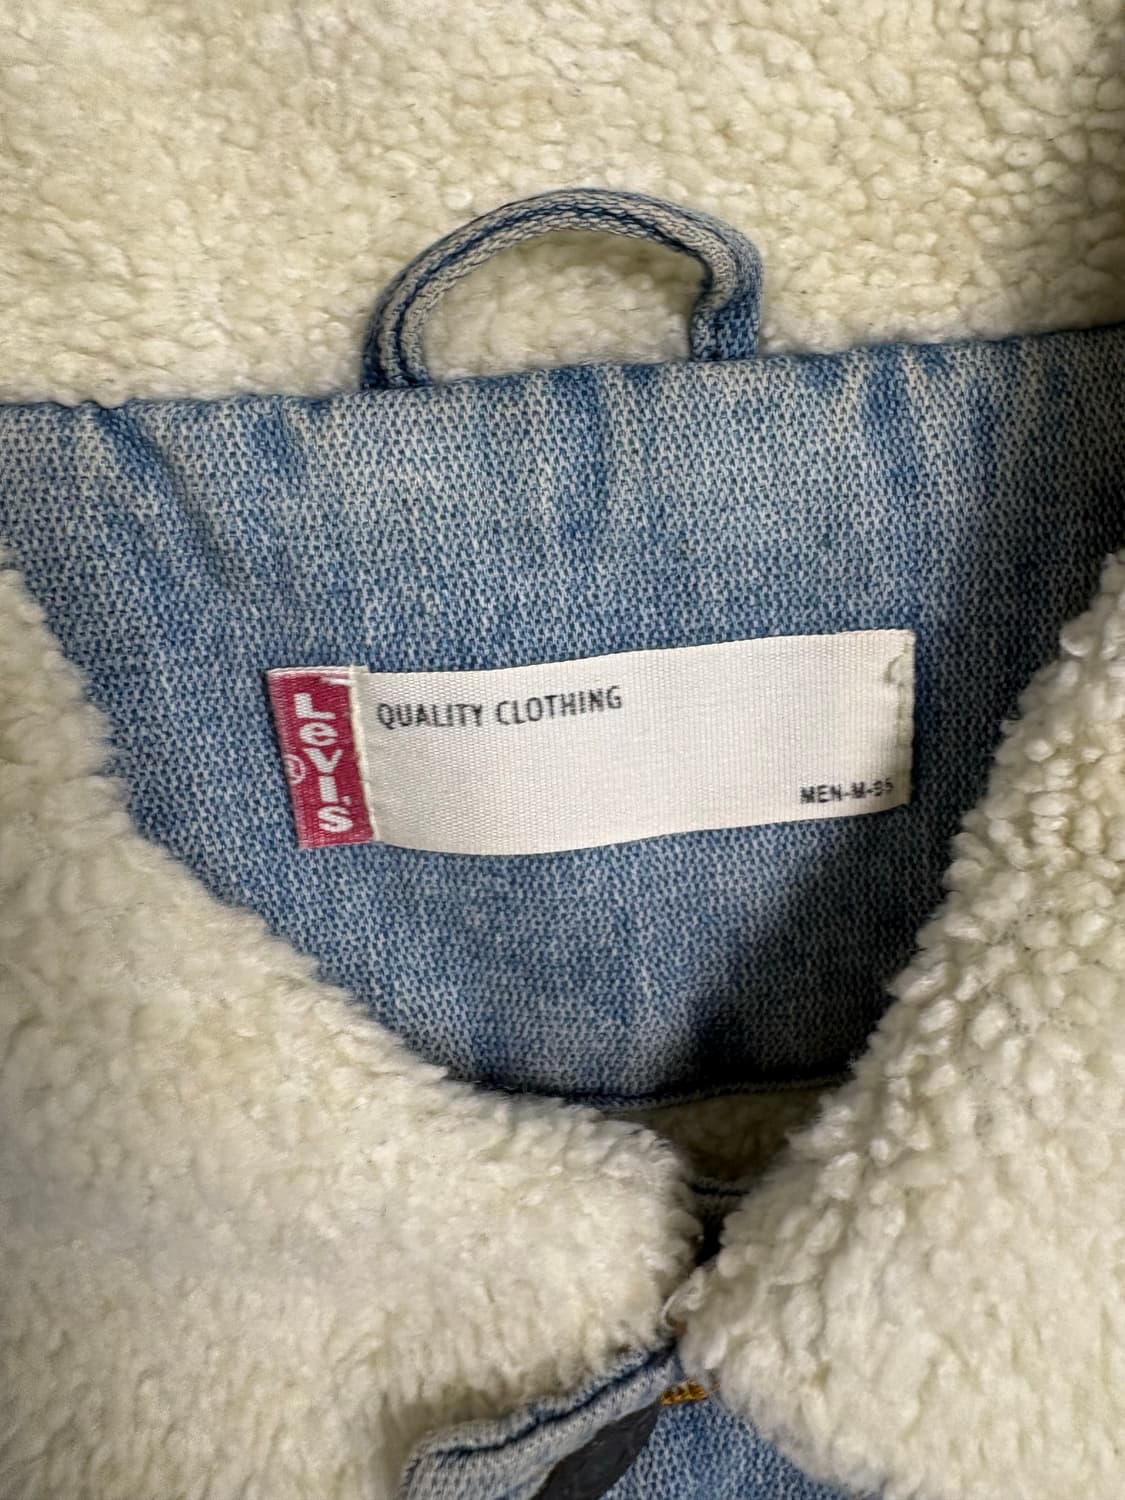 Levi's
®
QUALITY CLOTHING
MEN-M-95